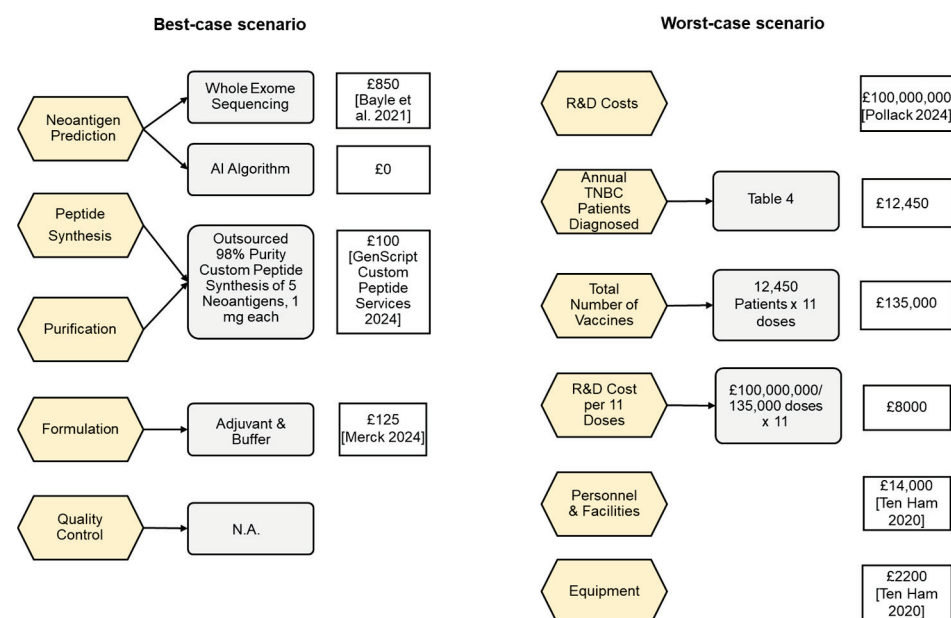 Best-case scenario
Neoantigen
Prediction
Whole Exome
Sequencing
£850
[Bayle et
al. 2021]
AI Algorithm
£0
Peptide
Synthesis
Purification
Outsourced
98% Purity
Custom Peptide
Synthesis of 5
Neoantigens, 1
mg each
£100
[GenScript
Custom
Peptide
Services
2024]
Formulation
Adjuvant &
Buffer
£125
[Merck 2024]
Quality
Control
N.A.
Worst-case scenario
R&D Costs
£100,000,000
[Pollack 2024]
Annual
TNBC
Patients
Diagnosed
Table 4
£12,450
Total
Number of
Vaccines
12,450
Patients x 11
doses
£135,000
R&D Cost
per 11
Doses
£100,000,000/
135,000 doses
x 11
£8000
Personnel
& Facilities
£14,000
[Ten Ham
2020]
Equipment
£2200
[Ten Ham
2020]